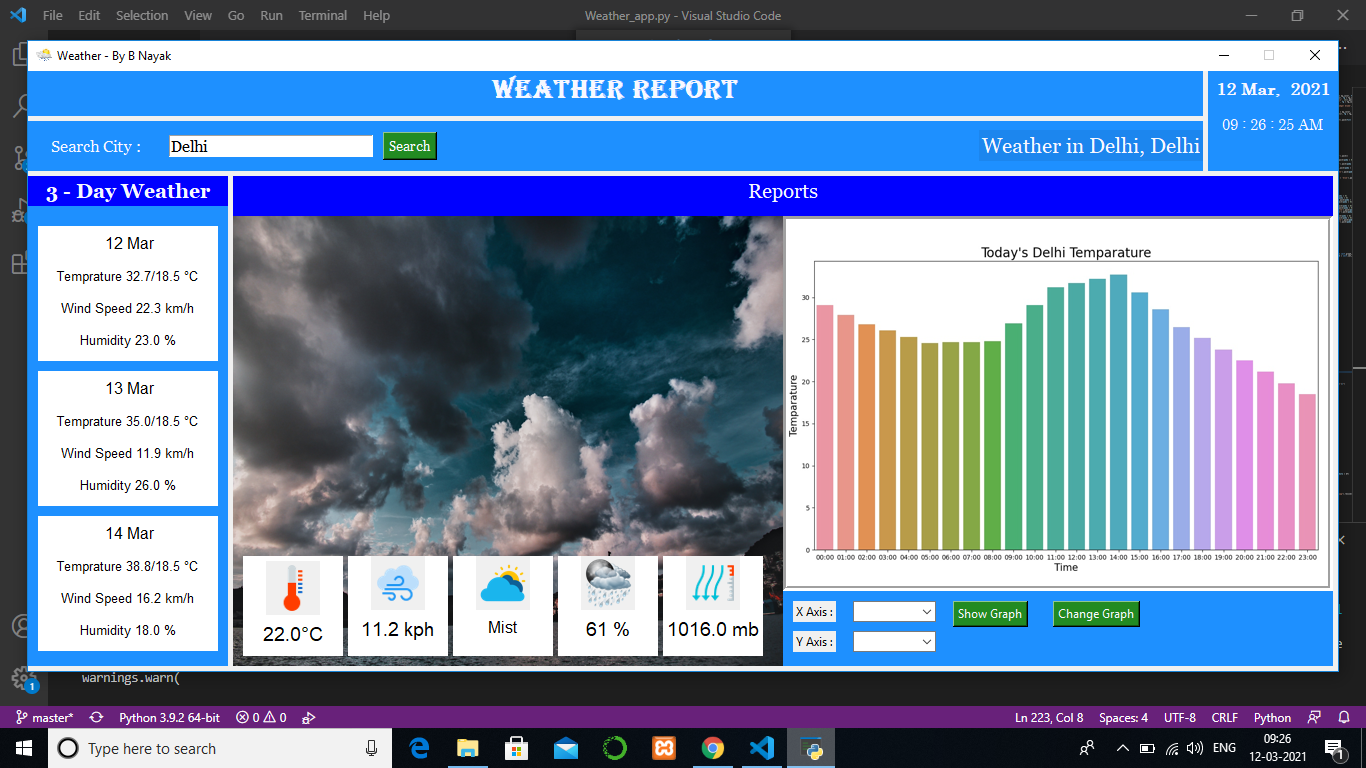 File Edit Selection View Go Run Terminal Help
Weather_app.py - Visual Studio Code
Weather - By B Nayak
WEATHER REPORT
12 Mar, 2021
09 : 26 : 25 AM
Search City :
Delhi
Search
Weather in Delhi, Delhi
3 - Day Weather
Reports
12 Mar
Temprature 32.7/18.5 °C
Wind Speed 22.3 km/h
Humidity 23.0 %
13 Mar
Temprature 35.0/18.5 °C
Wind Speed 11.9 km/h
Humidity 26.0 %
14 Mar
Temprature 38.8/18.5 °C
Wind Speed 16.2 km/h
Humidity 18.0 %
22.0°C
11.2 kph
Mist
61 %
1016.0 mb
Today's Delhi Temparature
Temparature
30
25
20
15
10
5
0
00:00 01:00 02:00 03:00 04:00 05:00 06:00 07:00 08:00 09:00 10:00 11:00 12:00 13:00 14:00 15:00 16:00 17:00 18:00 19:00 20:00 21:00 22:00 23:00
Time
X Axis :
Show Graph
Change Graph
Y Axis :
warnings.warn(
1
master*
Python 3.9.2 64-bit
0
0
Ln 223, Col 8
Spaces: 4
UTF-8
CRLF
Python
Type here to search
ENG
09:26
12-03-2021
1